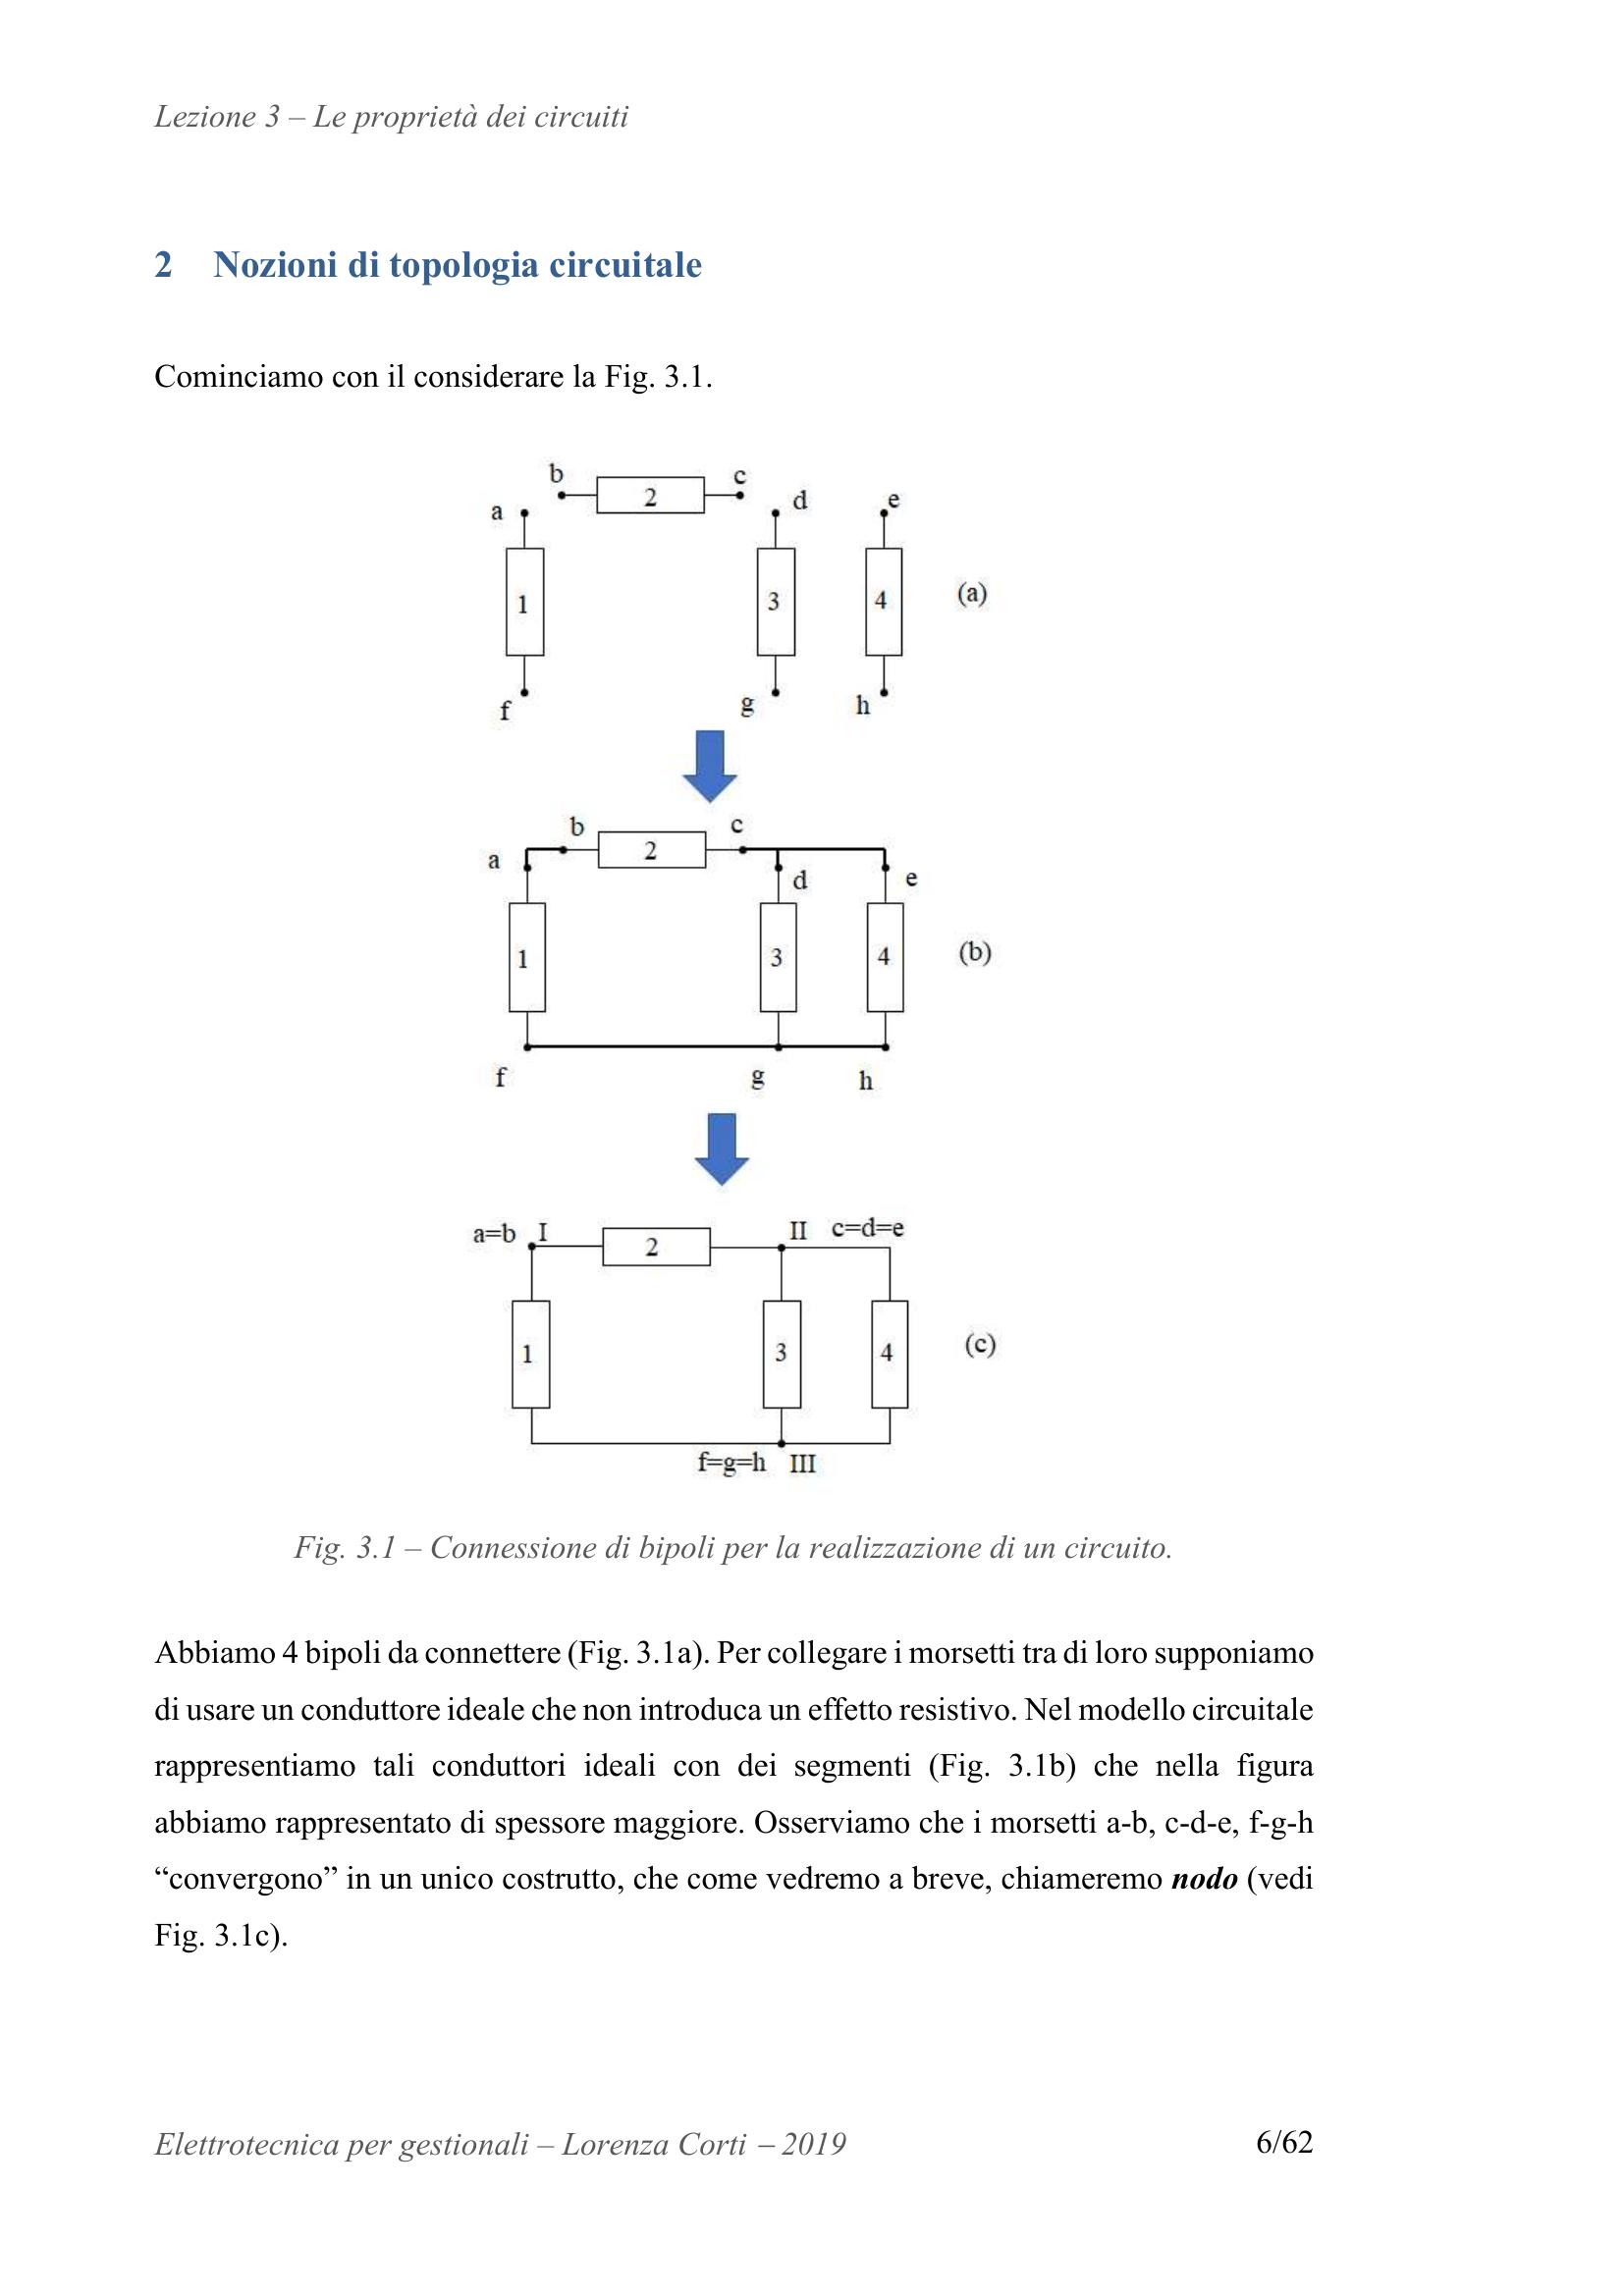 Lezione 3 – Le proprietà dei circuiti
2 Nozioni di topologia circuitale
Cominciamo con il considerare la Fig. 3.1.
b 2 c
a d e
1 3 4 (a)
f g h
b 2 c
a d e
1 3 4 (b)
f g h
a=b I 2 II c=d=e
1 3 4 (c)
f=g=h III
Fig. 3.1 – Connessione di bipoli per la realizzazione di un circuito.
Abbiamo 4 bipoli da connettere (Fig. 3.1a). Per collegare i morsetti tra di loro supponiamo
di usare un conduttore ideale che non introduca un effetto resistivo. Nel modello circuitale
rappresentiamo tali conduttori ideali con dei segmenti (Fig. 3.1b) che nella figura
abbiamo rappresentato di spessore maggiore. Osserviamo che i morsetti a-b, c-d-e, f-g-h
“convergono” in un unico costrutto, che come vedremo a breve, chiameremo nodo (vedi
Fig. 3.1c).
Elettrotecnica per gestionali – Lorenza Corti – 2019 6/62